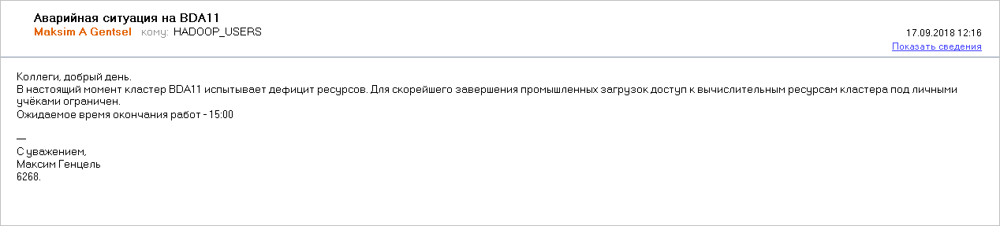 Аварийная ситуация на BDA11
Maksim A Gentsel кому: HADOOP_USERS
17.09.2018 12:16
Показать сведения
Коллеги, добрый день.
В настоящий момент кластер BDA11 испытывает дефицит ресурсов. Для скорейшего завершения промышленных загрузок доступ к вычислительным ресурсам кластера под личными
учёками ограничен.
Ожидаемое время окончания работ - 15:00
—
С уважением,
Максим Генцель
6268.